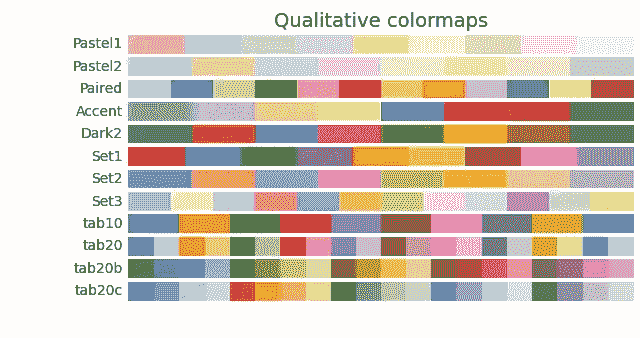 Qualitative colormaps
Pastel1
Pastel2
Paired
Accent
Dark2
Set1
Set2
Set3
tab10
tab20
tab20b
tab20c